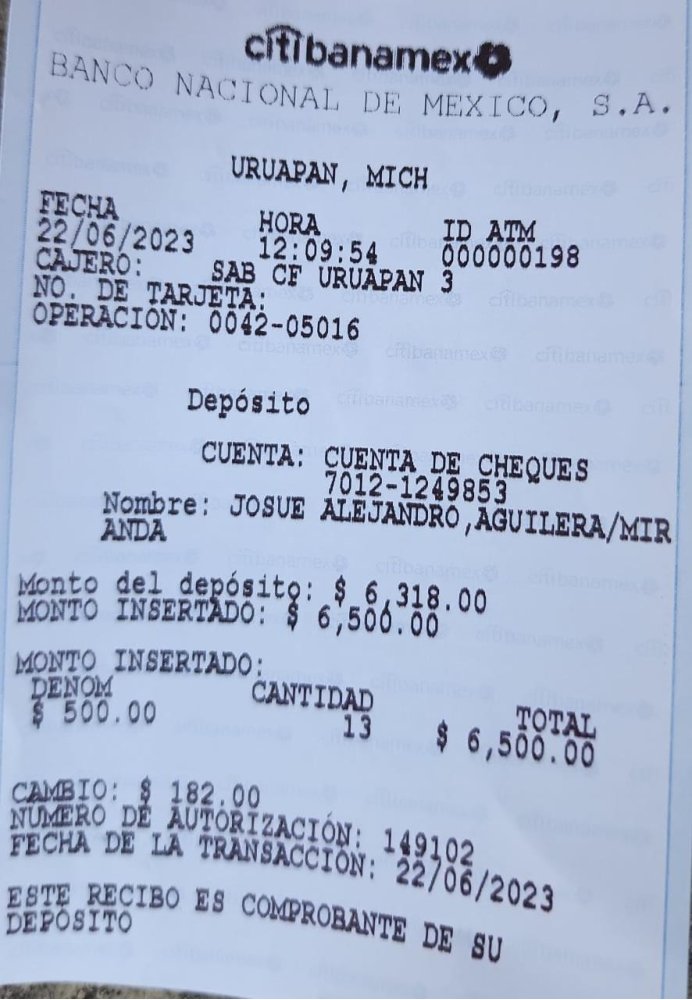 citibanamex
BANCO NACIONAL DE MEXICO, S.A.
URUAPAN, MICH
FECHA HORA ID ATM
22/06/2023 12:09:54 000000198
CAJERO: SAB CF URUAPAN 3
NO. DE TARJETA:
OPERACIÓN: 0042-05016
Depósito
CUENTA: CUENTA DE CHEQUES
7012-1249853
Nombre: JOSUE ALEJANDRO,AGUILERA/MIR
ANDA
Monto del depósito: $ 6,318.00
MONTO INSERTADO: $ 6,500.00
MONTO INSERTADO:
DENOM CANTIDAD TOTAL
$ 500.00 13 $ 6,500.00
CAMBIO: $ 182.00
NUMERO DE AUTORIZACIÓN: 149102
FECHA DE LA TRANSACCIÓN: 22/06/2023
ESTE RECIBO ES COMPROBANTE DE SU
DEPÓSITO